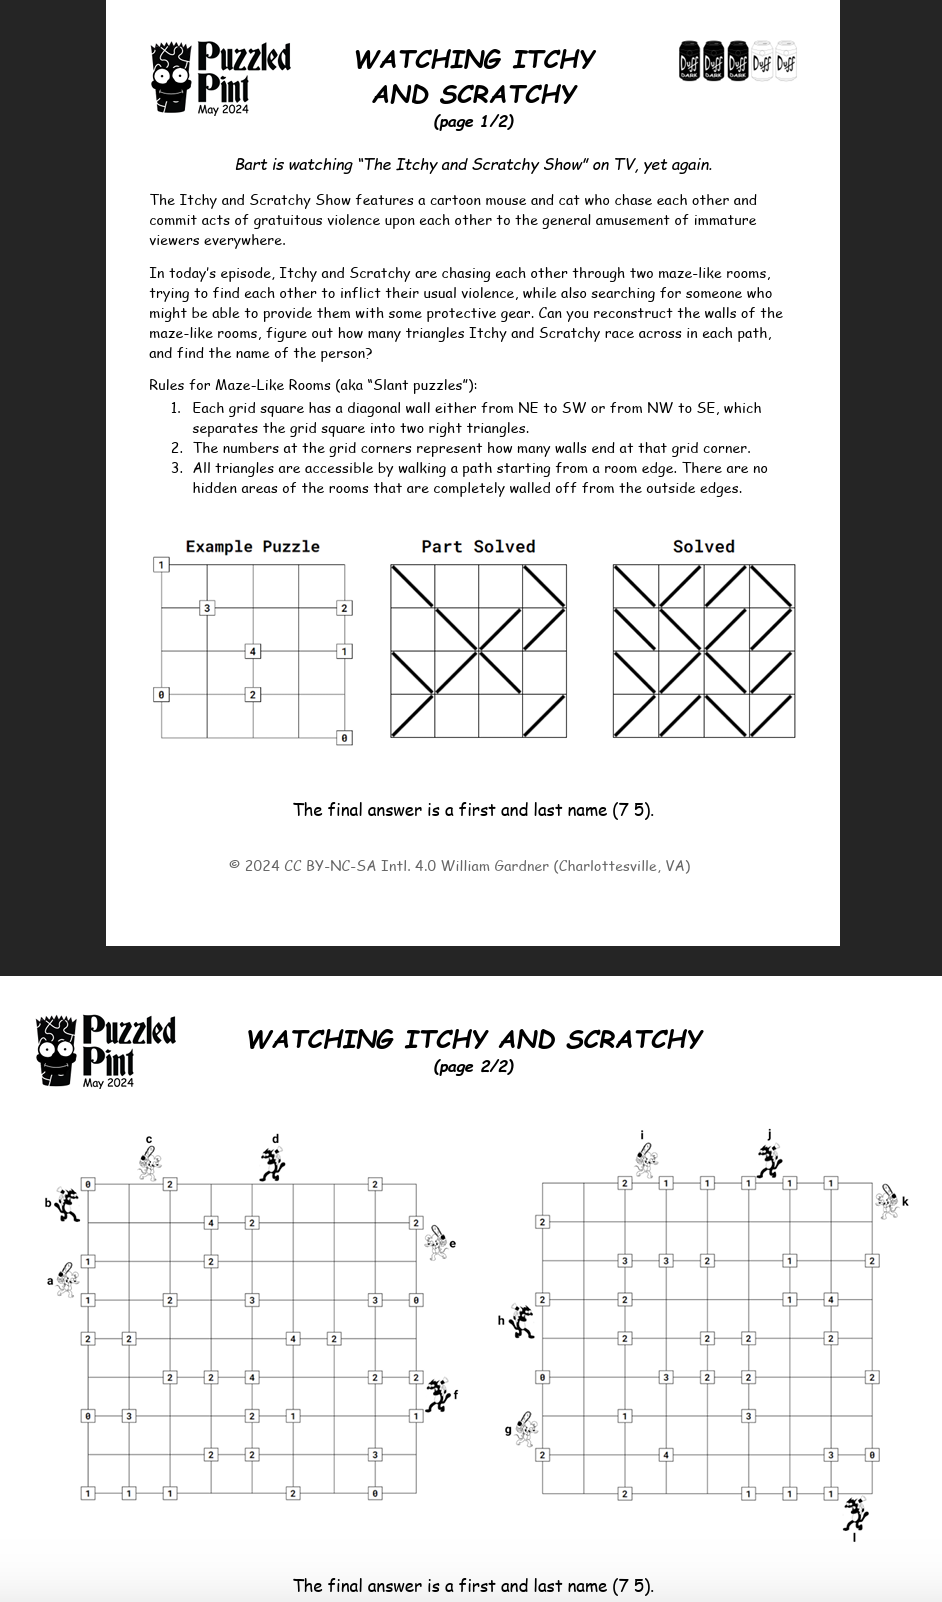 Puzzled
Pint
May 2024
WATCHING ITCHY
AND SCRATCHY
(page 1/2)
Duff DARK Duff DARK Duff DARK Duff Duff
Bart is watching “The Itchy and Scratchy Show” on TV, yet again.
The Itchy and Scratchy Show features a cartoon mouse and cat who chase each other and
commit acts of gratuitous violence upon each other to the general amusement of immature
viewers everywhere.
In today’s episode, Itchy and Scratchy are chasing each other through two maze-like rooms,
trying to find each other to inflict their usual violence, while also searching for someone who
might be able to provide them with some protective gear. Can you reconstruct the walls of the
maze-like rooms, figure out how many triangles Itchy and Scratchy race across in each path,
and find the name of the person?
Rules for Maze-Like Rooms (aka “Slant puzzles”):
1. Each grid square has a diagonal wall either from NE to SW or from NW to SE, which
separates the grid square into two right triangles.
2. The numbers at the grid corners represent how many walls end at that grid corner.
3. All triangles are accessible by walking a path starting from a room edge. There are no
hidden areas of the rooms that are completely walled off from the outside edges.
Example Puzzle
1
3 2
4 1
0 2
0
Part Solved
Solved
The final answer is a first and last name (7 5).
© 2024 CC BY-NC-SA Intl. 4.0 William Gardner (Charlottesville, VA)
Puzzled
Pint
May 2024
WATCHING ITCHY AND SCRATCHY
(page 2/2)
c d
b 0 2 2
4 2 2
e
1 2
a
1 2 3 3 0
2 2 4 2
2 2 4 2 2
f
0 3 2 1 1
2 2 3
1 1 1 2 0
i j
2 1 1 1 1 1
k
2
3 3 2 1 2
2 2 1 4
h
2 2 2 2
0 3 2 2 2
1 3
g
2 4 3 0
2 1 1 1
l
The final answer is a first and last name (7 5).